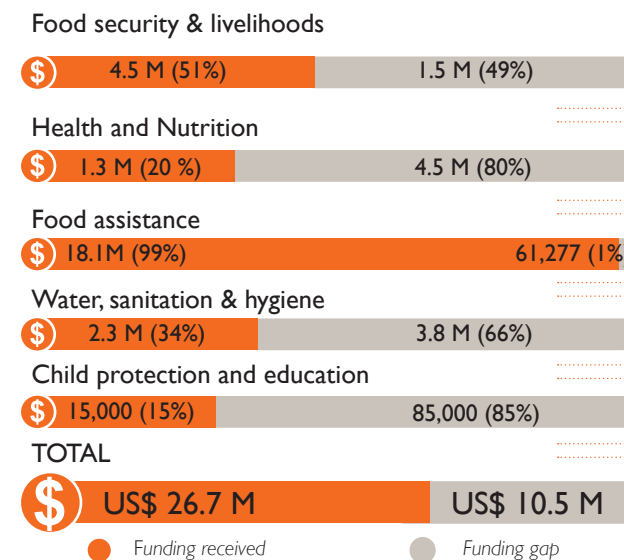 Food security & livelihoods
$ 4.5 M (51%) 1.5 M (49%)
Health and Nutrition
$ 1.3 M (20 %) 4.5 M (80%)
Food assistance
$ 18.1M (99%) 61,277 (1%
Water, sanitation & hygiene
$ 2.3 M (34%) 3.8 M (66%)
Child protection and education
$ 15,000 (15%) 85,000 (85%)
TOTAL
$ US$ 26.7 M US$ 10.5 M
Funding received Funding gap